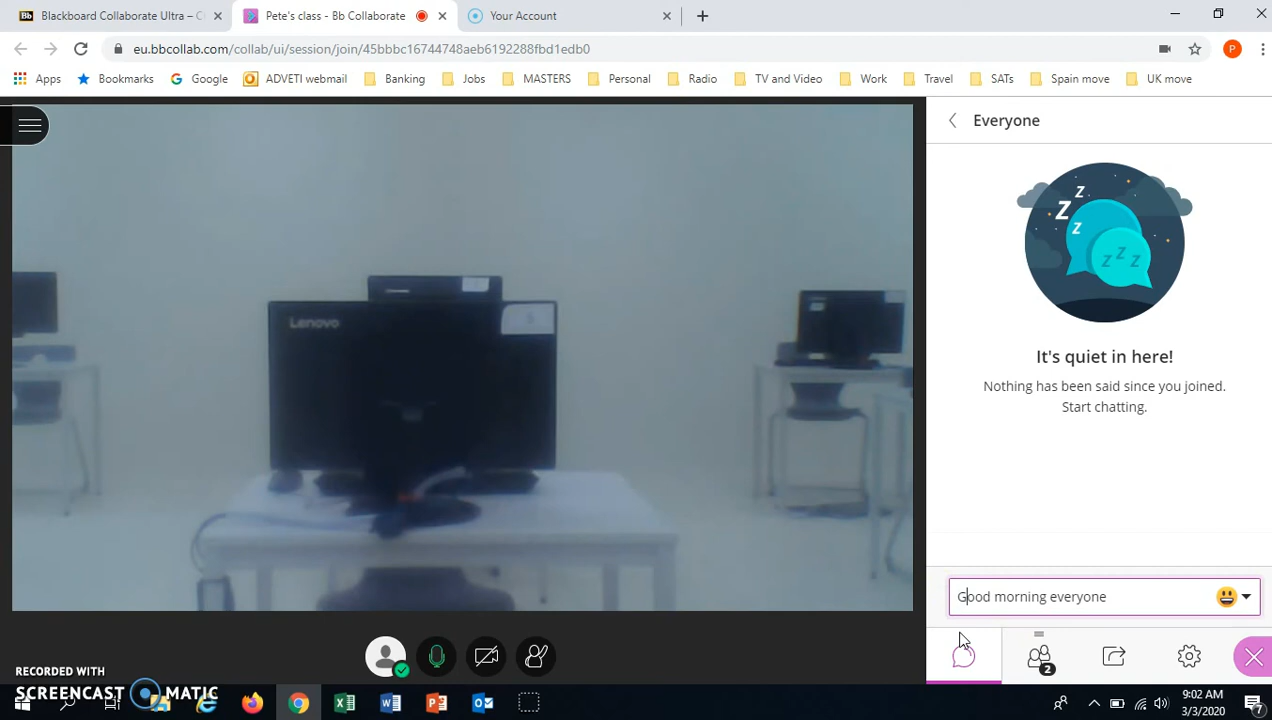 Bb Blackboard Collaborate Ultra – C
Pete's class - Bb Collaborate
Your Account
eu.bbcollab.com/collab/ui/session/join/45bbbc16744748aeb6192288fbd1edb0
P
Apps
Bookmarks
Google
ADVETI webmail
Banking
Jobs
MASTERS
Personal
Radio
TV and Video
Work
Travel
SATs
Spain move
UK move
Everyone
Z Z Z
Z Z Z
Lenovo
It's quiet in here!
Nothing has been said since you joined.
Start chatting.
Good morning everyone
2
RECORDED WITH
SCREENCAST MATIC
9:02 AM
3/3/2020
7